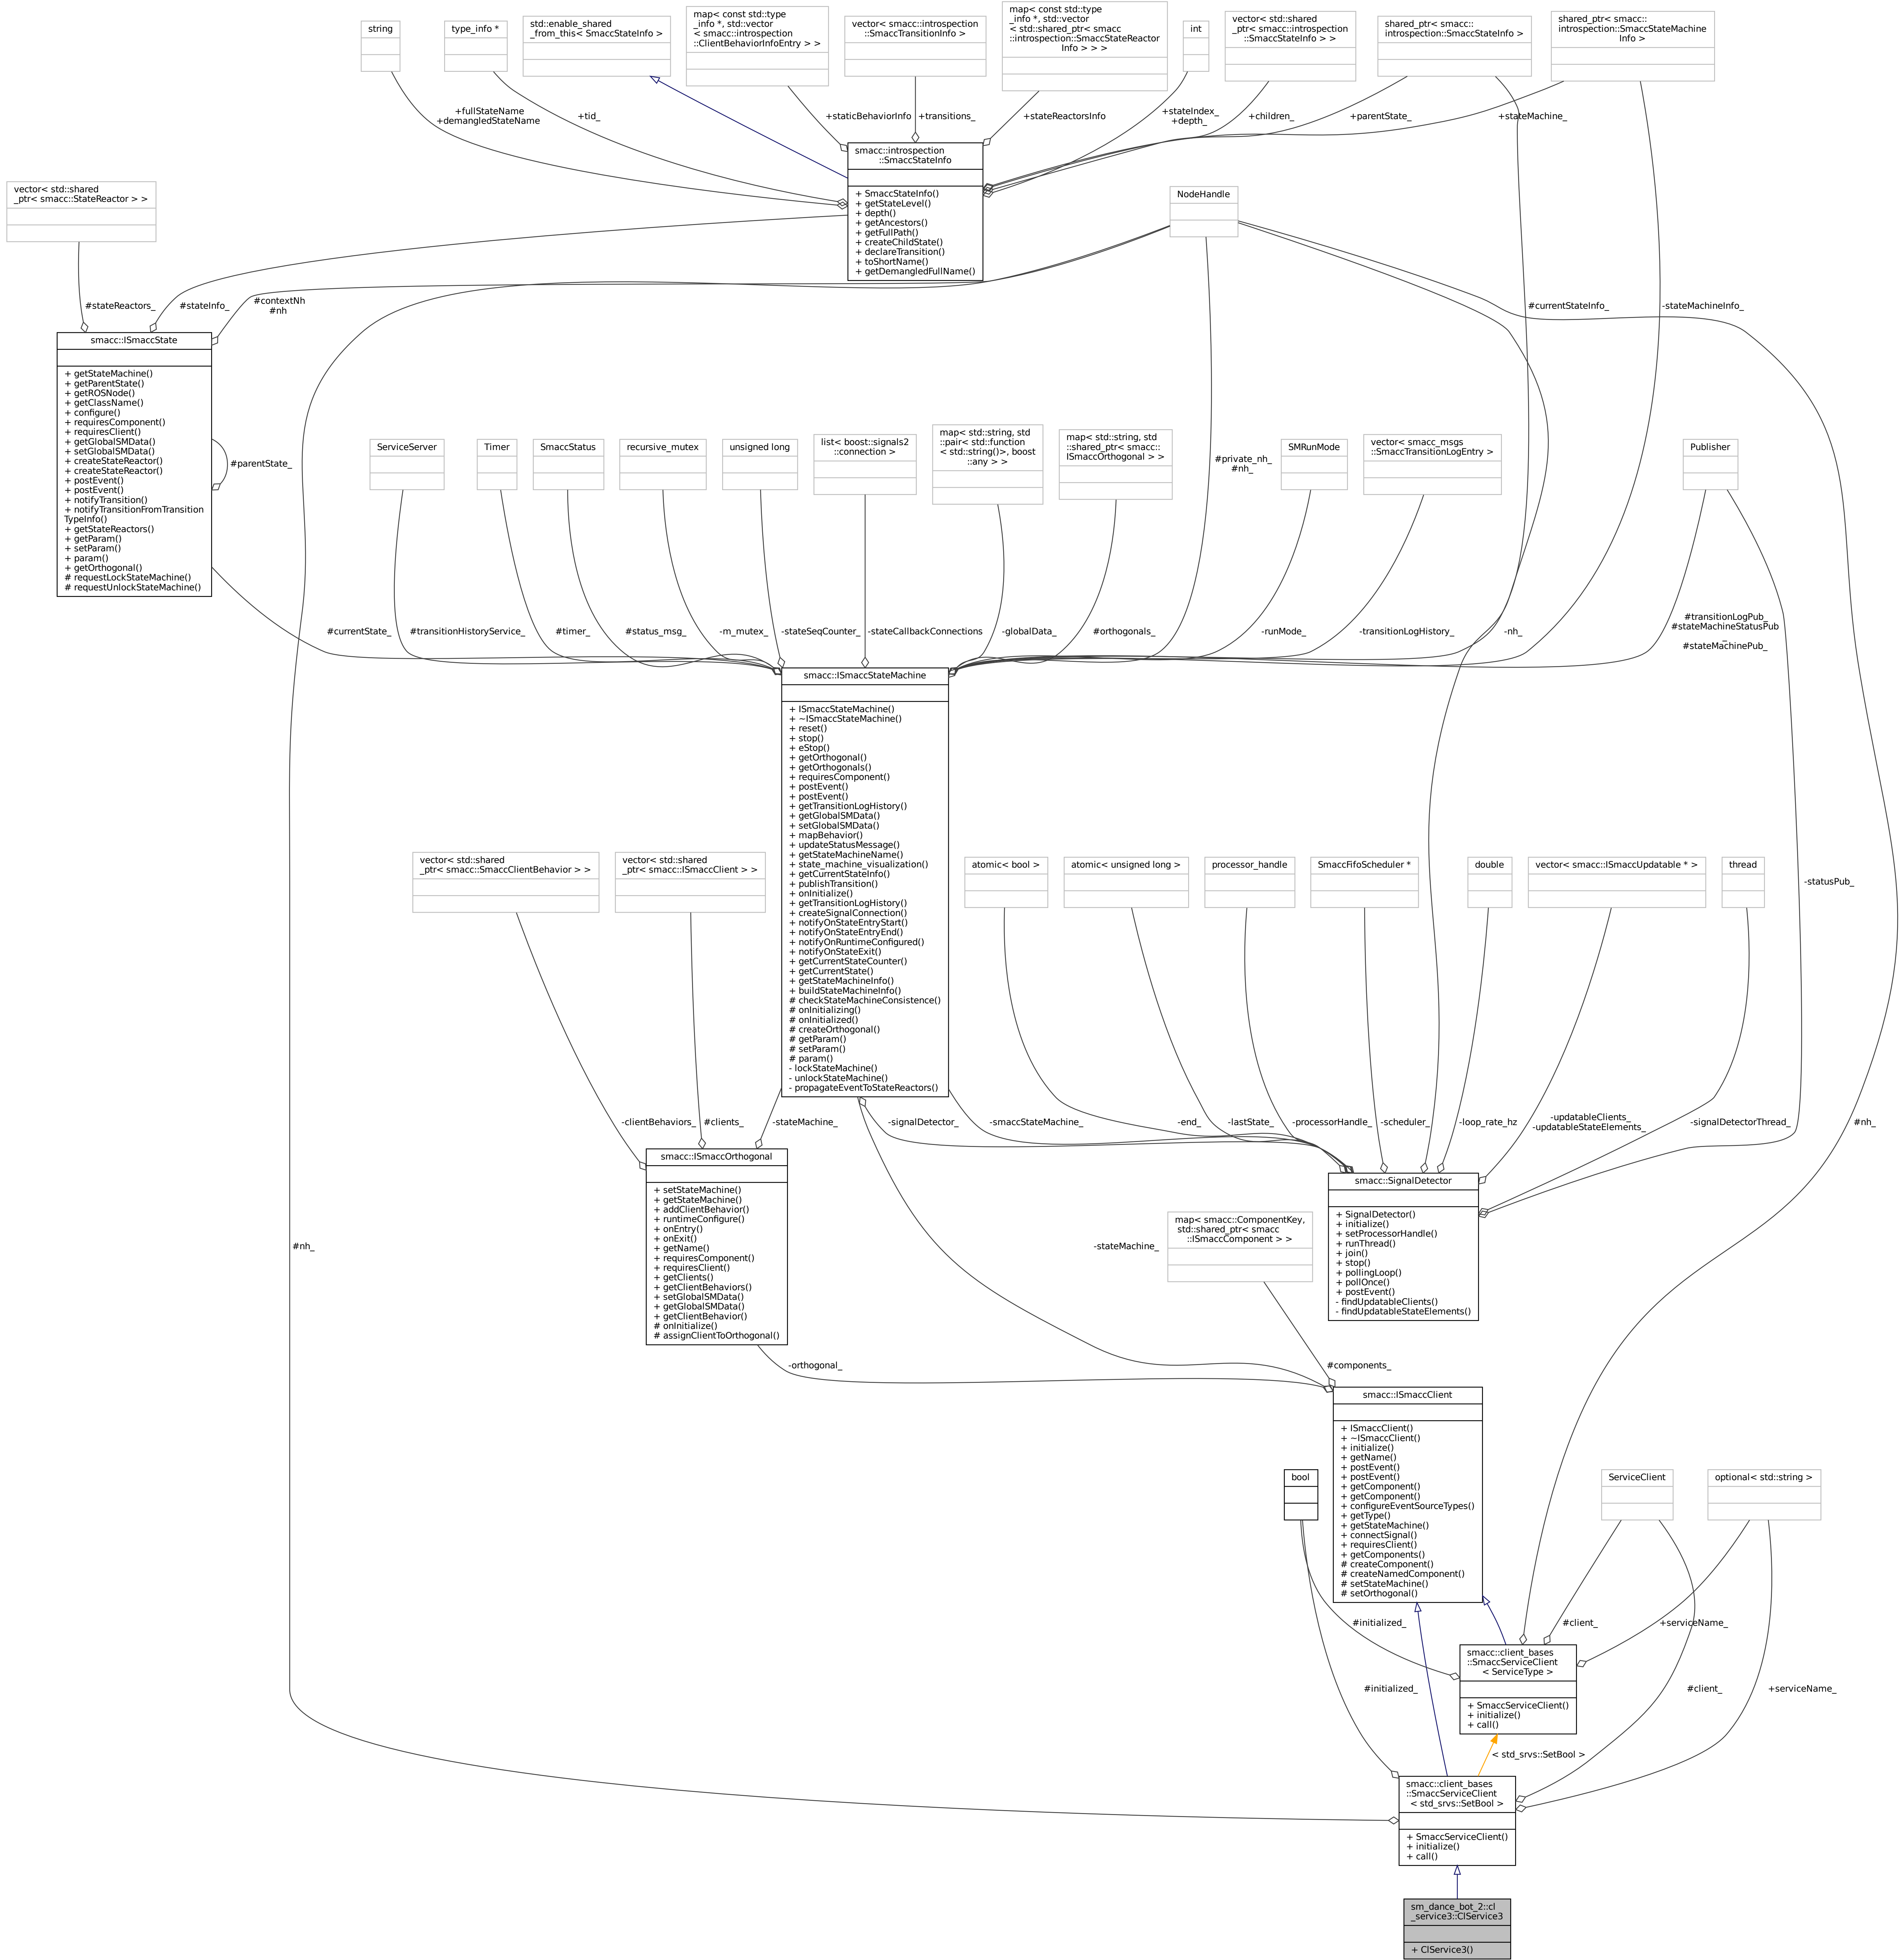 string
type_info *
std::enable_shared
_from_this< SmaccStateInfo >
map< const std::type
_info *, std::vector
< smacc::introspection
::ClientBehaviorInfoEntry > >
vector< smacc::introspection
::SmaccTransitionInfo >
map< const std::type
_info *, std::vector
< std::shared_ptr< smacc
::introspection::SmaccStateReactor
Info > > >
int
vector< std::shared
_ptr< smacc::introspection
::SmaccStateInfo > >
shared_ptr< smacc::
introspection::SmaccStateInfo >
shared_ptr< smacc::
introspection::SmaccStateMachine
Info >
+fullStateName
+demangledStateName
+tid_
+staticBehaviorInfo
+transitions_
+stateReactorsInfo
+stateIndex_
+depth_
+children_
+parentState_
+stateMachine_
smacc::introspection
::SmaccStateInfo
+ SmaccStateInfo()
+ getStateLevel()
+ depth()
+ getAncestors()
+ getFullPath()
+ createChildState()
+ declareTransition()
+ toShortName()
+ getDemangledFullName()
vector< std::shared
_ptr< smacc::StateReactor > >
NodeHandle
#stateReactors_
#stateInfo_
#contextNh
#nh
#currentStateInfo_
-stateMachineInfo_
smacc::ISmaccState
+ getStateMachine()
+ getParentState()
+ getROSNode()
+ getClassName()
+ configure()
+ requiresComponent()
+ requiresClient()
+ getGlobalSMData()
+ setGlobalSMData()
+ createStateReactor()
+ createStateReactor()
+ postEvent()
+ postEvent()
+ notifyTransition()
+ notifyTransitionFromTransition
TypeInfo()
+ getStateReactors()
+ getParam()
+ setParam()
+ param()
+ getOrthogonal()
# requestLockStateMachine()
# requestUnlockStateMachine()
#parentState_
ServiceServer
Timer
SmaccStatus
recursive_mutex
unsigned long
list< boost::signals2
::connection >
map< std::string, std
::pair< std::function
< std::string()>, boost
::any > >
map< std::string, std
::shared_ptr< smacc::
ISmaccOrthogonal > >
#private_nh_
#nh_
SMRunMode
vector< smacc_msgs
::SmaccTransitionLogEntry >
Publisher
#currentState_
#transitionHistoryService_
#timer_
#status_msg_
-m_mutex_
-stateSeqCounter_
-stateCallbackConnections
-globalData_
#orthogonals_
-runMode_
-transitionLogHistory_
-nh_
#transitionLogPub_
#stateMachineStatusPub
_
#stateMachinePub_
smacc::ISmaccStateMachine
+ ISmaccStateMachine()
+ ~ISmaccStateMachine()
+ reset()
+ stop()
+ eStop()
+ getOrthogonal()
+ getOrthogonals()
+ requiresComponent()
+ postEvent()
+ postEvent()
+ getTransitionLogHistory()
+ getGlobalSMData()
+ setGlobalSMData()
+ mapBehavior()
+ updateStatusMessage()
+ getStateMachineName()
+ state_machine_visualization()
+ getCurrentStateInfo()
+ publishTransition()
+ onInitialize()
+ getTransitionLogHistory()
+ createSignalConnection()
+ notifyOnStateEntryStart()
+ notifyOnStateEntryEnd()
+ notifyOnRuntimeConfigured()
+ notifyOnStateExit()
+ getCurrentStateCounter()
+ getCurrentState()
+ getStateMachineInfo()
+ buildStateMachineInfo()
# checkStateMachineConsistence()
# onInitializing()
# onInitialized()
# createOrthogonal()
# getParam()
# setParam()
# param()
- lockStateMachine()
- unlockStateMachine()
- propagateEventToStateReactors()
vector< std::shared
_ptr< smacc::SmaccClientBehavior > >
vector< std::shared
_ptr< smacc::ISmaccClient > >
atomic< bool >
atomic< unsigned long >
processor_handle
SmaccFifoScheduler *
double
vector< smacc::ISmaccUpdatable * >
thread
-statusPub_
-clientBehaviors_
#clients_
-stateMachine_
-signalDetector_
-smaccStateMachine_
-end_
-lastState_
-processorHandle_
-scheduler_
-loop_rate_hz
-updatableClients_
-updatableStateElements_
-signalDetectorThread_
#nh_
smacc::ISmaccOrthogonal
+ setStateMachine()
+ getStateMachine()
+ addClientBehavior()
+ runtimeConfigure()
+ onEntry()
+ onExit()
+ getName()
+ requiresComponent()
+ requiresClient()
+ getClients()
+ getClientBehaviors()
+ setGlobalSMData()
+ getGlobalSMData()
+ getClientBehavior()
# onInitialize()
# assignClientToOrthogonal()
smacc::SignalDetector
+ SignalDetector()
+ initialize()
+ setProcessorHandle()
+ runThread()
+ join()
+ stop()
+ pollingLoop()
+ pollOnce()
+ postEvent()
- findUpdatableClients()
- findUpdatableStateElements()
#nh_
-stateMachine_
map< smacc::ComponentKey,
std::shared_ptr< smacc
::ISmaccComponent > >
-orthogonal_
#components_
smacc::ISmaccClient
+ ISmaccClient()
+ ~ISmaccClient()
+ initialize()
+ getName()
+ postEvent()
+ postEvent()
+ getComponent()
+ getComponent()
+ configureEventSourceTypes()
+ getType()
+ getStateMachine()
+ connectSignal()
+ requiresClient()
+ getComponents()
# createComponent()
# createNamedComponent()
# setStateMachine()
# setOrthogonal()
bool
ServiceClient
optional< std::string >
#initialized_
#client_
+serviceName_
smacc::client_bases
::SmaccServiceClient
< ServiceType >
+ SmaccServiceClient()
+ initialize()
+ call()
#initialized_
#client_
+serviceName_
< std_srvs::SetBool >
smacc::client_bases
::SmaccServiceClient
< std_srvs::SetBool >
+ SmaccServiceClient()
+ initialize()
+ call()
sm_dance_bot_2::cl
_service3::ClService3
+ ClService3()